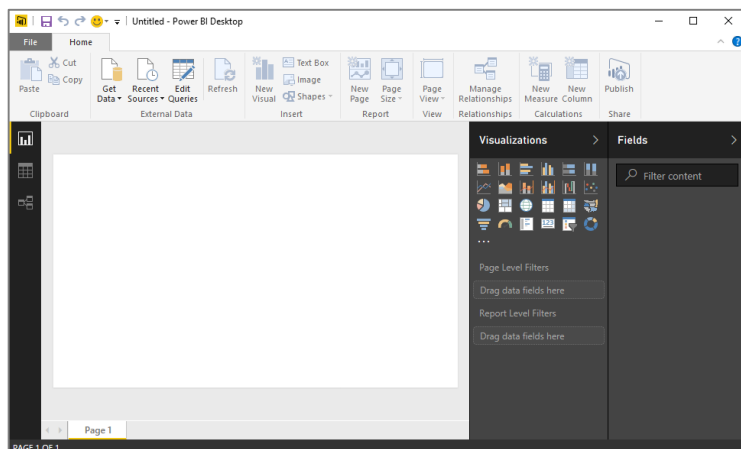 Untitled - Power BI Desktop
File Home
Cut
Copy
Paste
Get Data
Recent Sources
Edit Queries
Refresh
New Visual
Text Box
Image
Shapes
New Page
Page Size
Page View
Manage Relationships
New Measure
New Column
Publish
Clipboard External Data Insert Report View Relationships Calculations Share
Visualizations
Fields
Filter content
Page Level Filters
Drag data fields here
Report Level Filters
Drag data fields here
Page 1
PAGE 1 OF 1